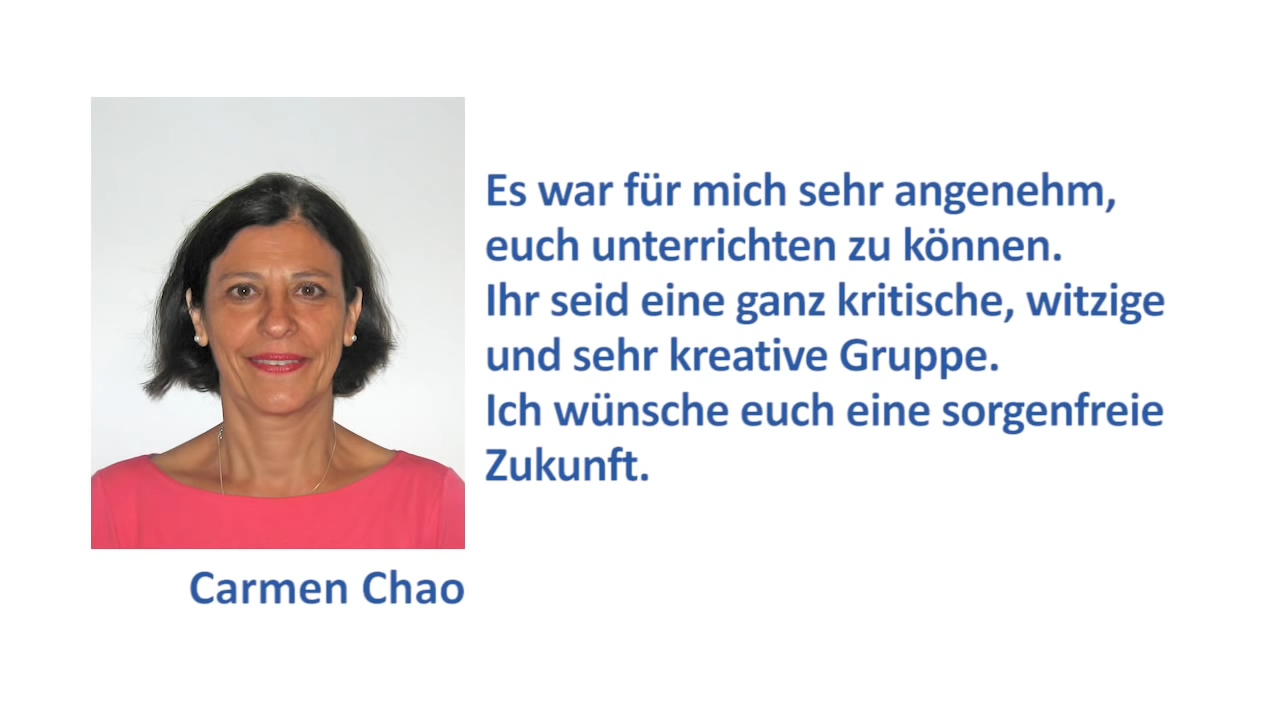 Es war für mich sehr angenehm,
euch unterrichten zu können.
Ihr seid eine ganz kritische, witzige
und sehr kreative Gruppe.
Ich wünsche euch eine sorgenfreie
Zukunft.
Carmen Chao